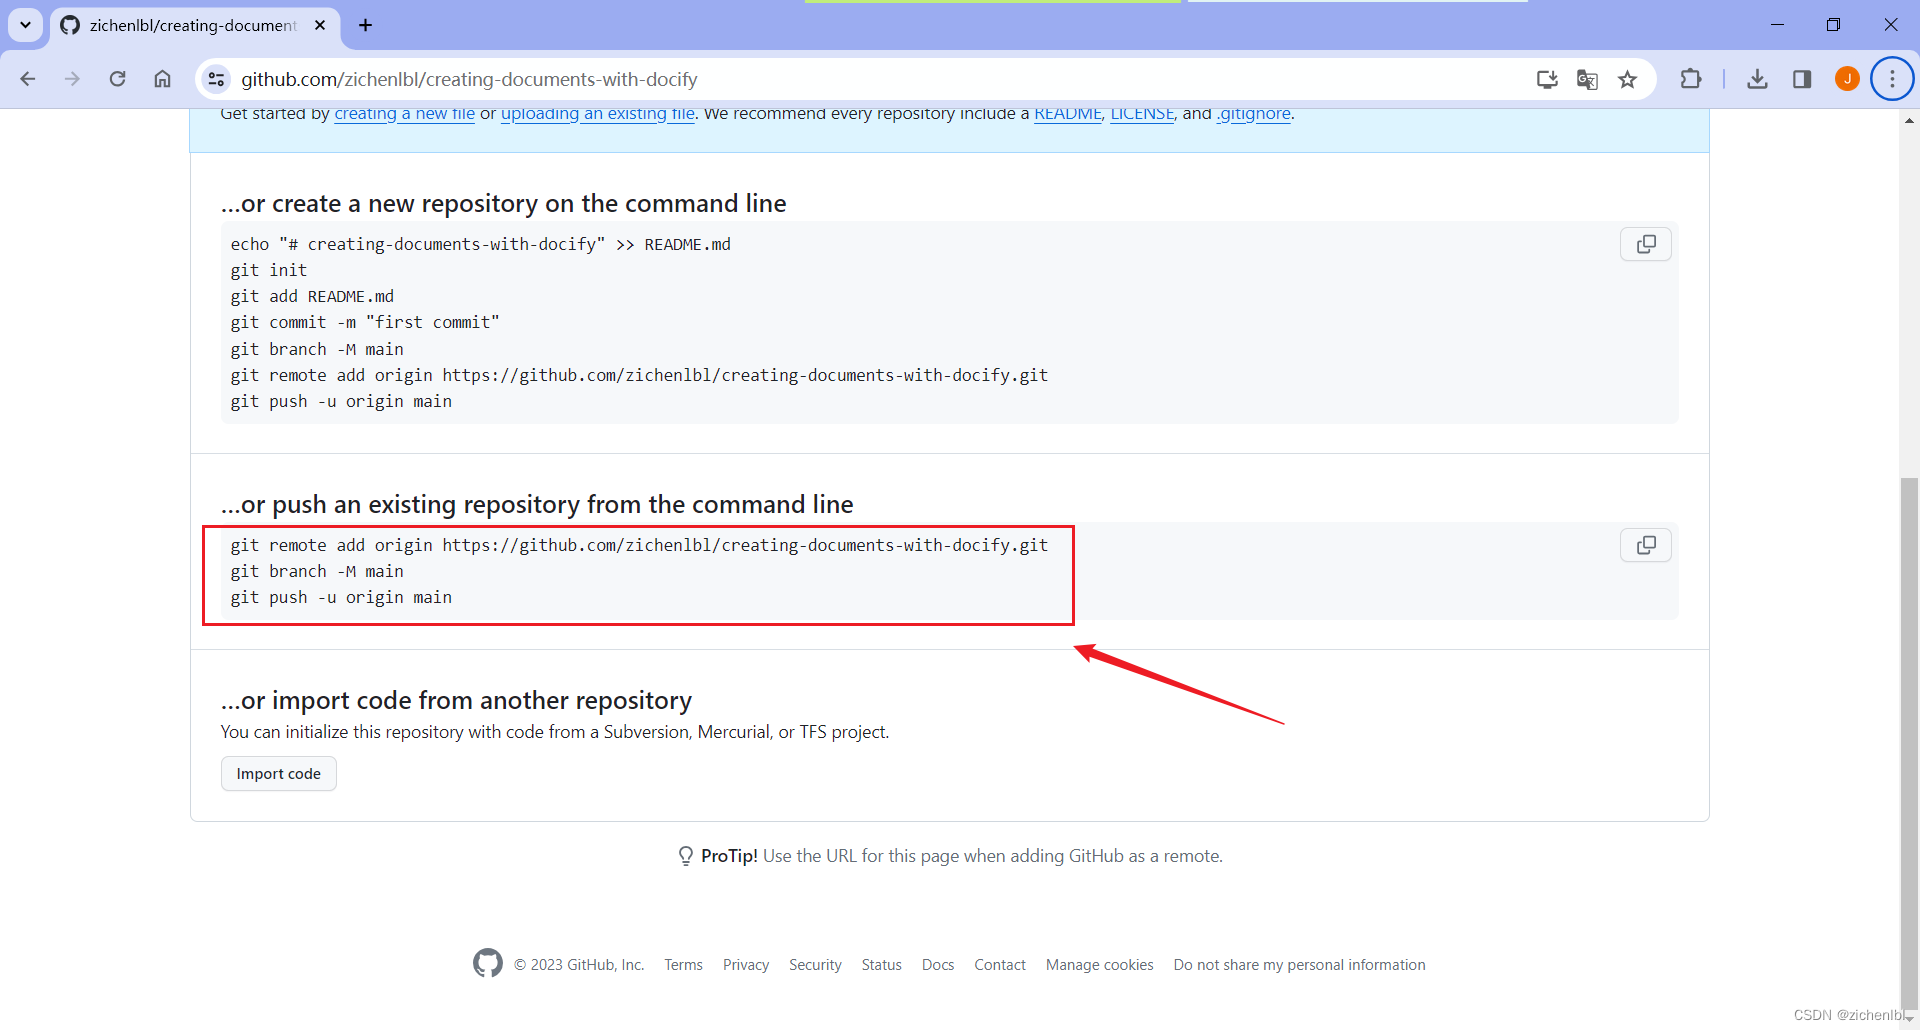 zichenlbl/creating-document
github.com/zichenlbl/creating-documents-with-docify
J
Get started by creating a new file or uploading an existing file. We recommend every repository include a README, LICENSE, and .gitignore.
...or create a new repository on the command line
echo "# creating-documents-with-docify" >> README.md
git init
git add README.md
git commit -m "first commit"
git branch -M main
git remote add origin https://github.com/zichenlbl/creating-documents-with-docify.git
git push -u origin main
...or push an existing repository from the command line
git remote add origin https://github.com/zichenlbl/creating-documents-with-docify.git
git branch -M main
git push -u origin main
...or import code from another repository
You can initialize this repository with code from a Subversion, Mercurial, or TFS project.
Import code
ProTip! Use the URL for this page when adding GitHub as a remote.
© 2023 GitHub, Inc. Terms Privacy Security Status Docs Contact Manage cookies Do not share my personal information
CSDN @zichenlbl